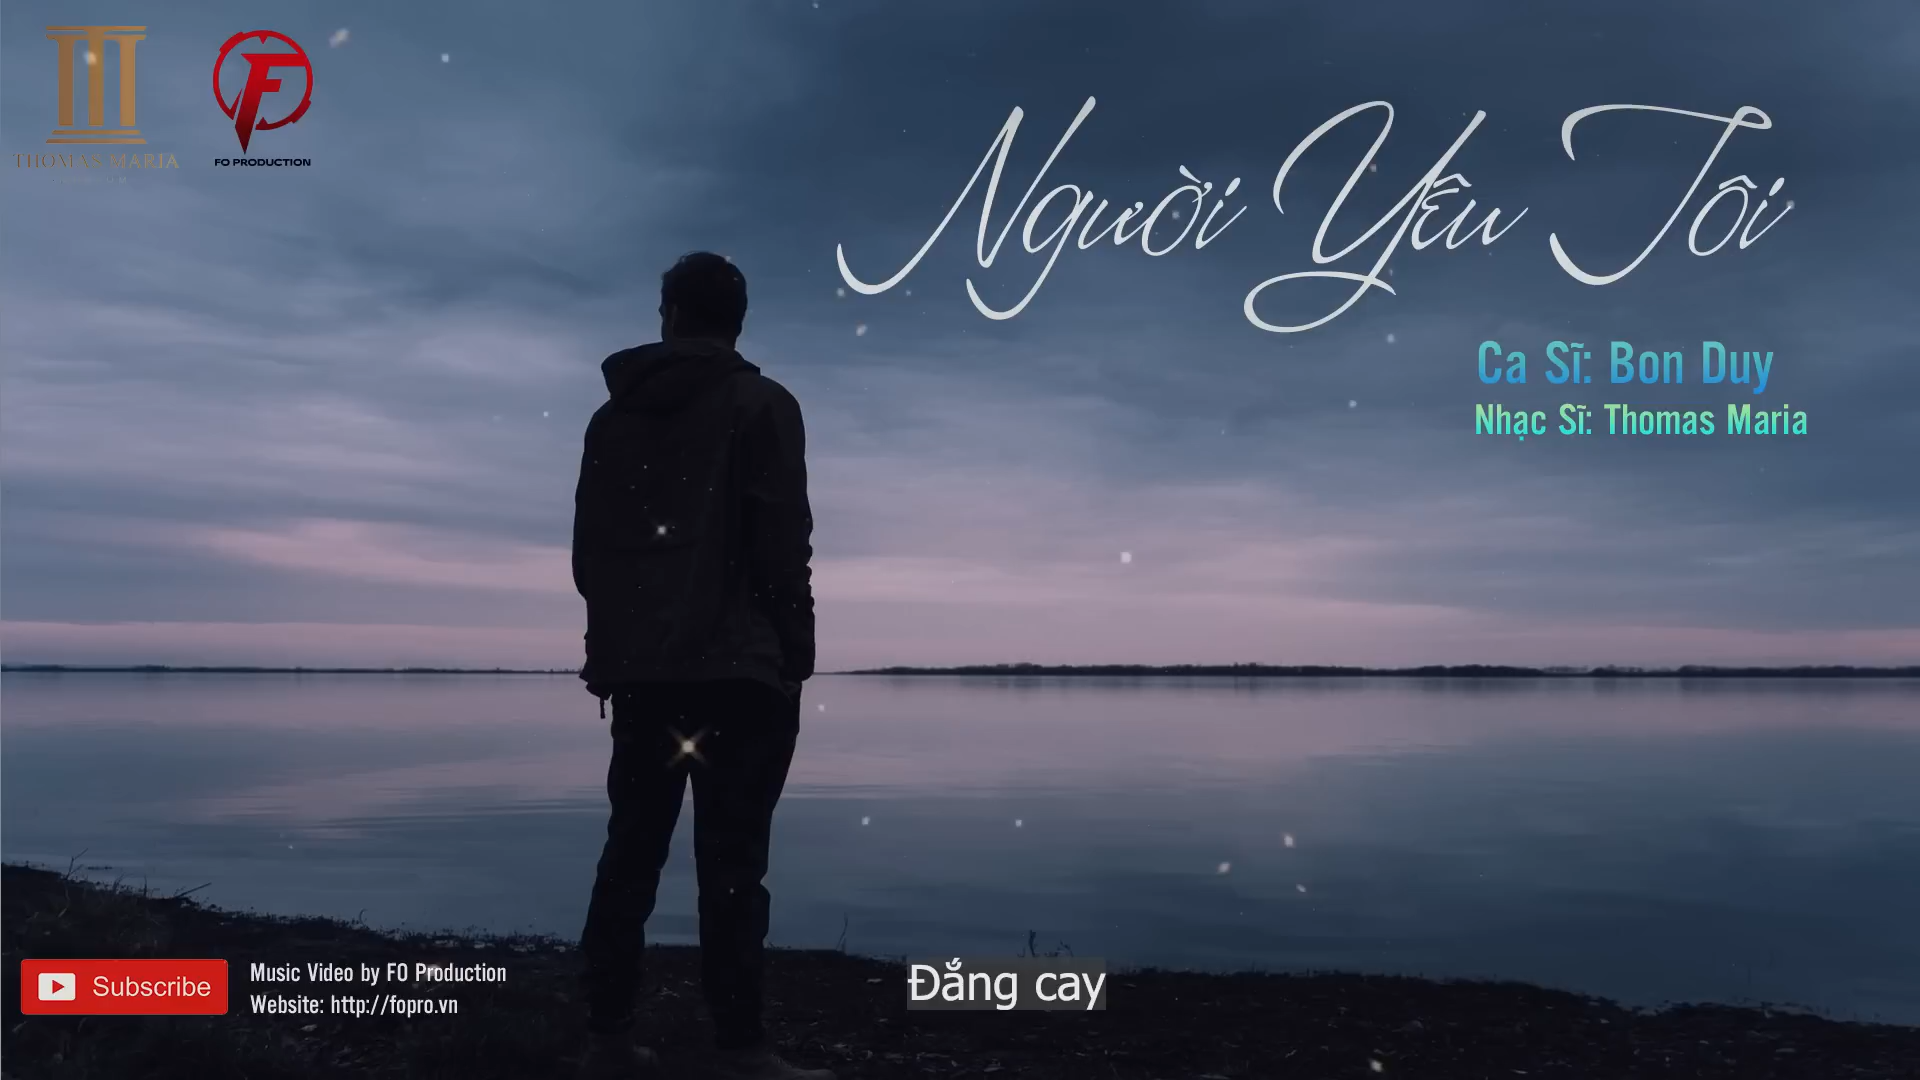 THOMAS MARIA
FO PRODUCTION
Người Yêu Tôi
Ca Sĩ: Bon Duy
Nhạc Sĩ: Thomas Maria
Subscribe
Music Video by FO Production
Website: http://fopro.vn
Đắng cay